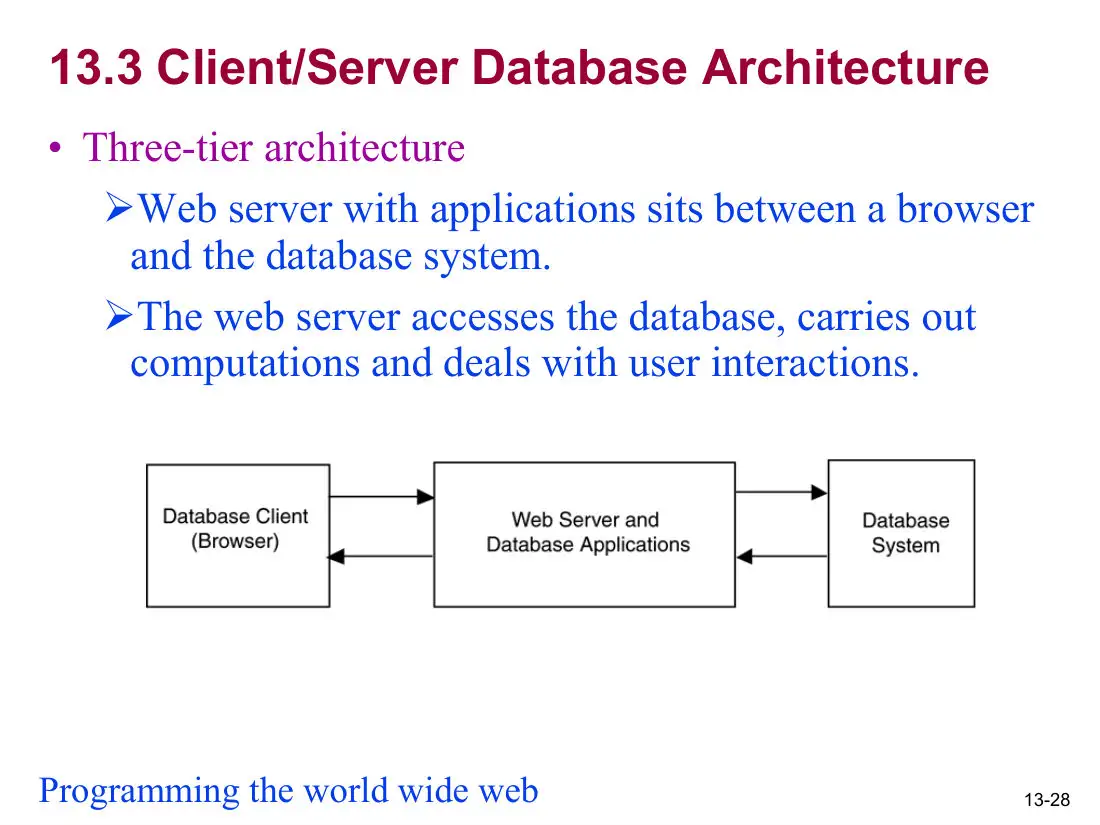 13.3 Client/Server Database Architecture
• Three-tier architecture
➢Web server with applications sits between a browser
and the database system.
➢The web server accesses the database, carries out
computations and deals with user interactions.
Database Client
(Browser)
Web Server and
Database Applications
Database
System
Programming the world wide web
13-28